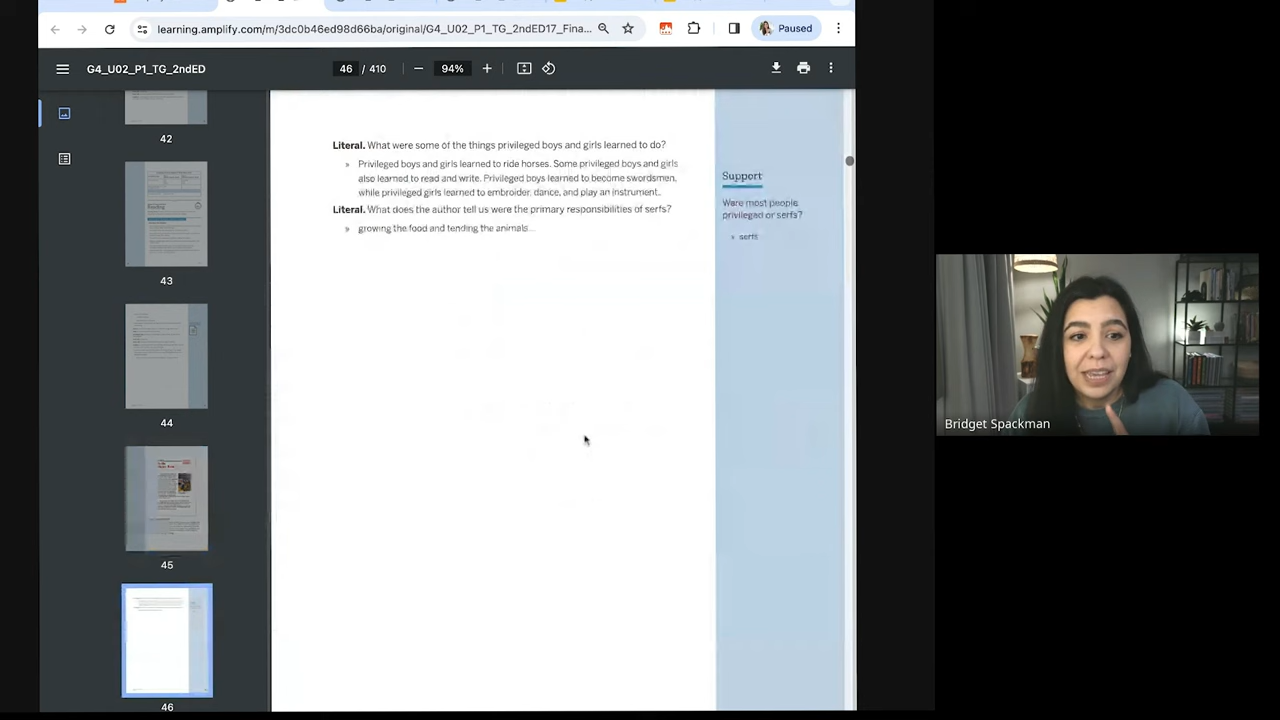 learning.amplify.com/m/3dc0b46ed98d66ba/original/G4_U02_P1_TG_2ndED17_Fina...
Paused
G4_U02_P1_TG_2ndED
46 / 410
94%
42
43
44
45
46
Literal. What were some of the things privileged boys and girls learned to do?
» Privileged boys and girls learned to ride horses. Some privileged boys and girls
also learned to read and write. Privileged boys learned to become swordsmen,
while privileged girls learned to embroider, dance, and play an instrument.
Literal. What does the author tell us were the primary responsibilities of serfs?
» growing the food and tending the animals
Support
Were most people
privileged or serfs?
» serfs
Bridget Spackman